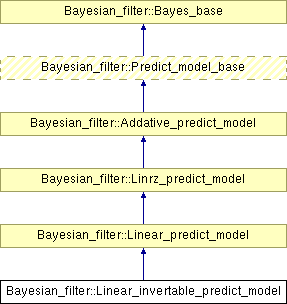 Bayesian_filter::Bayes_base
Bayesian_filter::Predict_model_base
Bayesian_filter::Addative_predict_model
Bayesian_filter::Linrz_predict_model
Bayesian_filter::Linear_predict_model
Bayesian_filter::Linear_invertable_predict_model